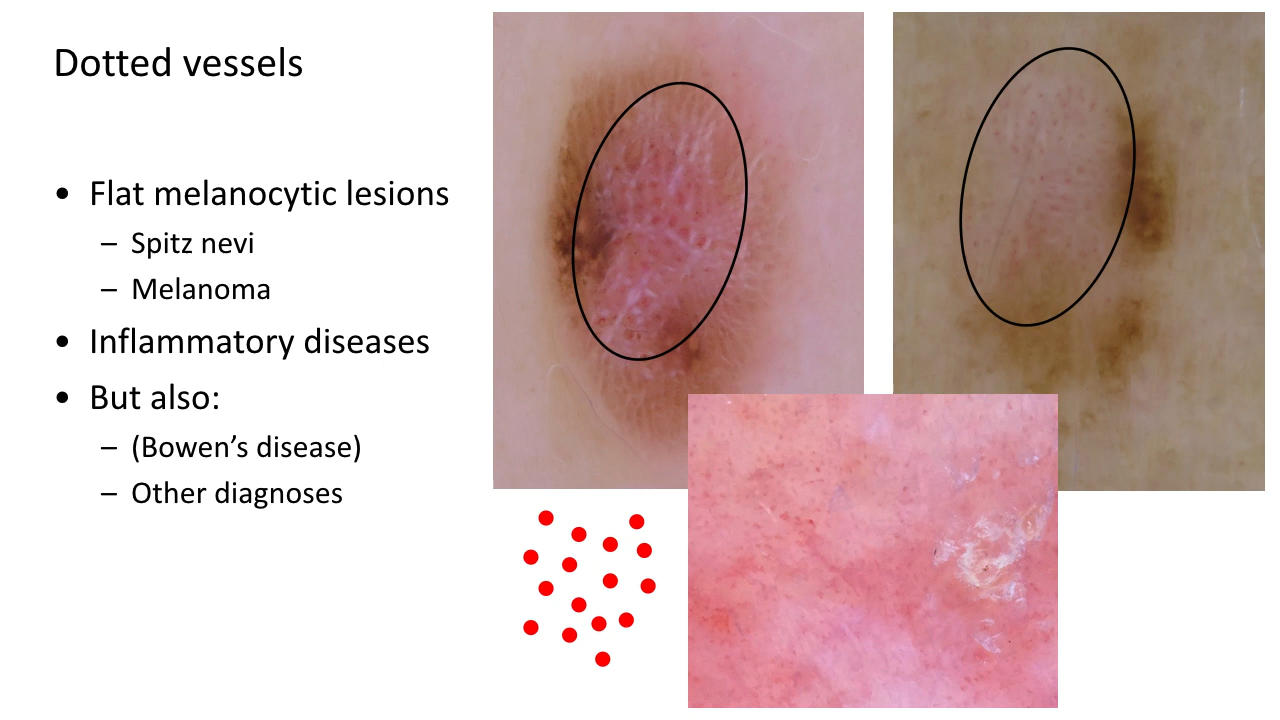 Dotted vessels
• Flat melanocytic lesions
– Spitz nevi
– Melanoma
• Inflammatory diseases
• But also:
– (Bowen’s disease)
– Other diagnoses